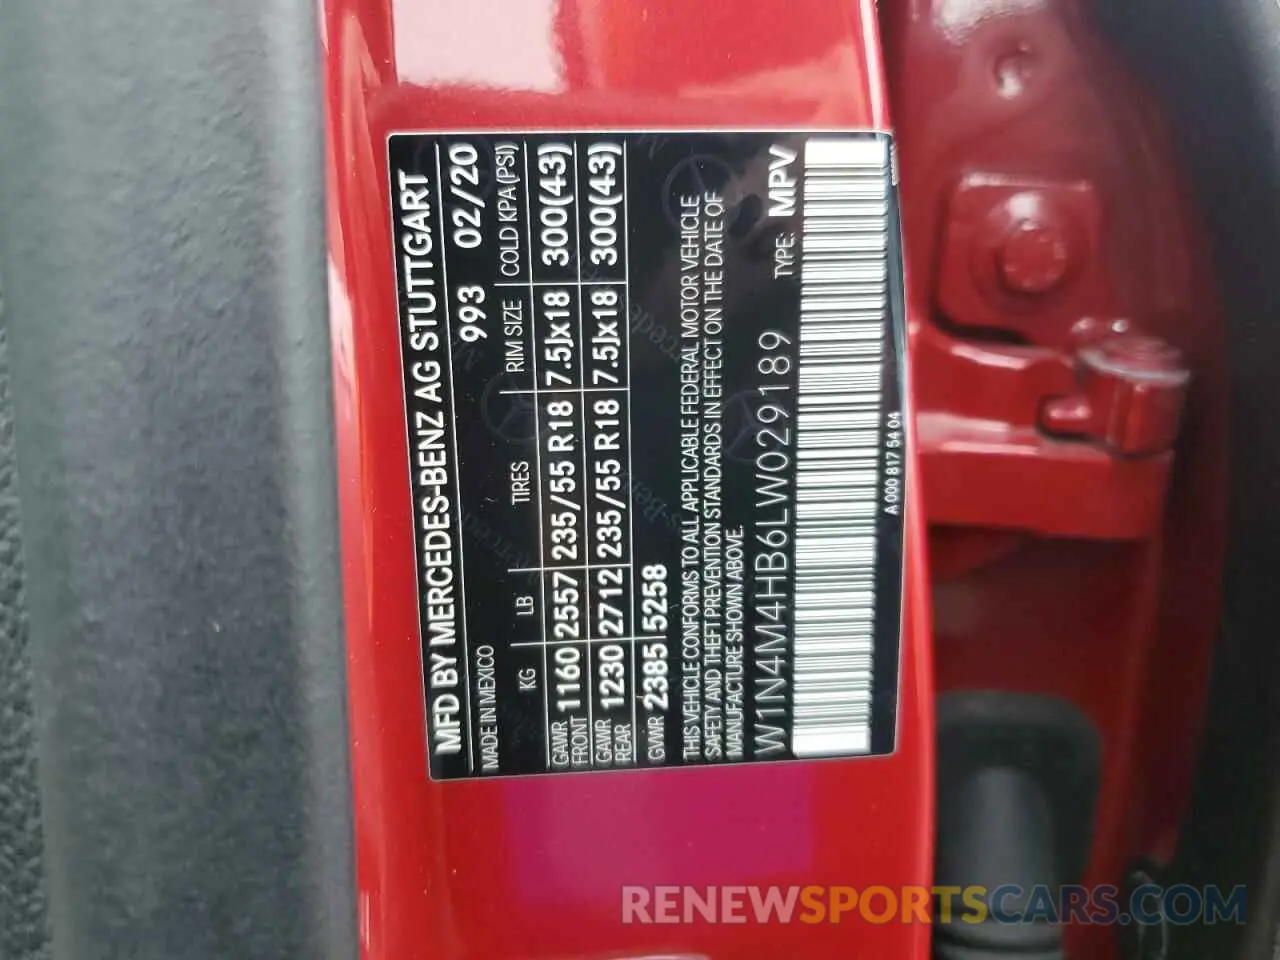 MFD BY MERCEDES-BENZ AG STUTTGART
MADE IN MEXICO 993 02/20
KG LB TIRES RIM SIZE COLD KPA (PSI)
GAWR FRONT 1160 2557 235/55 R18 7.5Jx18 300(43)
GAWR REAR 1230 2712 235/55 R18 7.5Jx18 300(43)
GVWR 2385 5258
THIS VEHICLE CONFORMS TO ALL APPLICABLE FEDERAL MOTOR VEHICLE
SAFETY AND THEFT PREVENTION STANDARDS IN EFFECT ON THE DATE OF
MANUFACTURE SHOWN ABOVE.
W1N4M4HB6LW029189 TYPE: MPV
A 000 817 54 04
RENEWSPORTSCARS.COM